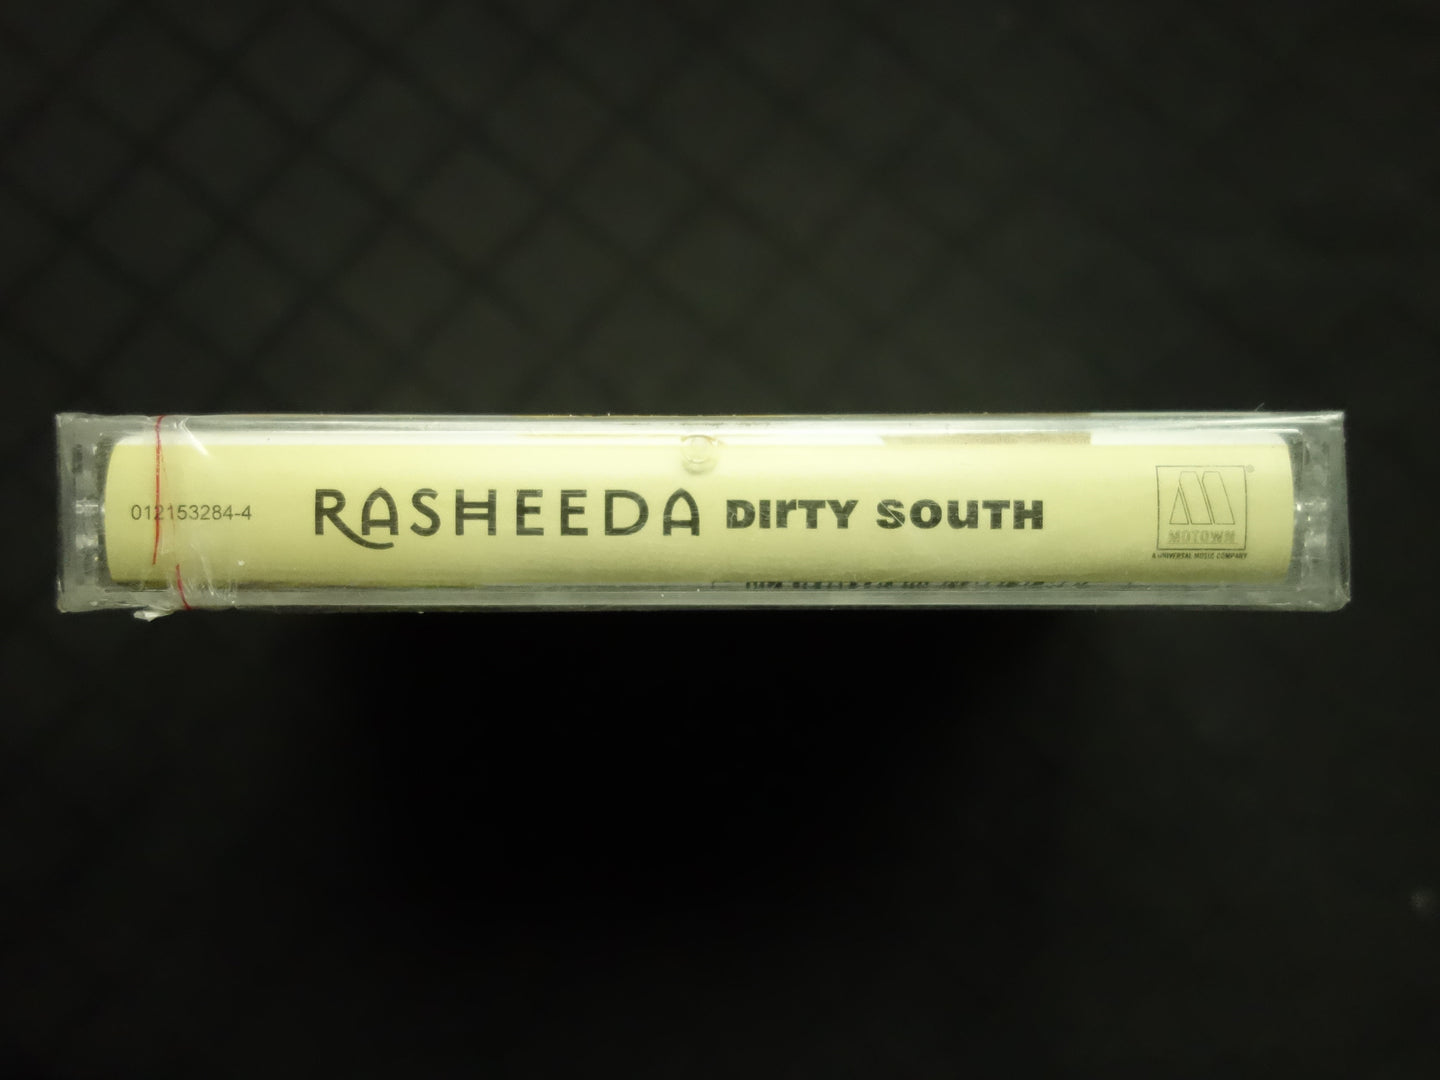 012153284-4
RASHEEDA DIrTY SOUTH
MOTOWN
A UNIVERSAL MUSIC COMPANY